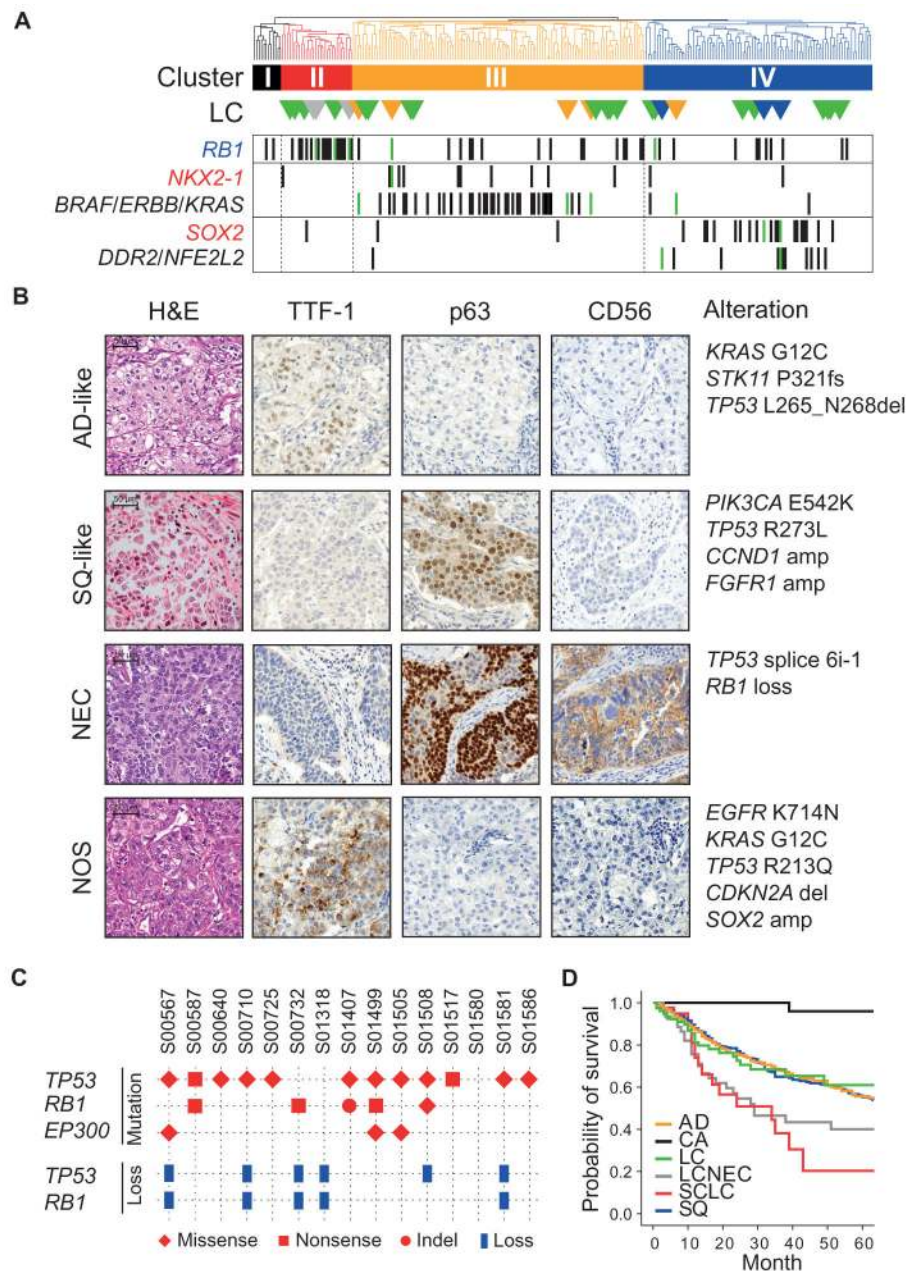 A
Cluster I II III IV
LC
RB1
NKX2-1
BRAF/ERBB/KRAS
SOX2
DDR2/NFE2L2
B
H&E TTF-1 p63 CD56 Alteration
AD-like
KRAS G12C
STK11 P321fs
TP53 L265_N268del
SQ-like
50 µm
PIK3CA E542K
TP53 R273L
CCND1 amp
FGFR1 amp
NEC
TP53 splice 6i-1
RB1 loss
NOS
EGFR K714N
KRAS G12C
TP53 R213Q
CDKN2A del
SOX2 amp
C
S00567 S00587 S00640 S00710 S00725 S00732 S01318 S01407 S01499 S01505 S01508 S01517 S01580 S01581 S01586
TP53
RB1
EP300
Mutation
TP53
RB1
Loss
Missense Nonsense Indel Loss
D
Probability of survival
1.0
0.8
0.6
0.4
0.2
0 10 20 30 40 50 60
Month
AD
CA
LC
LCNEC
SCLC
SQ